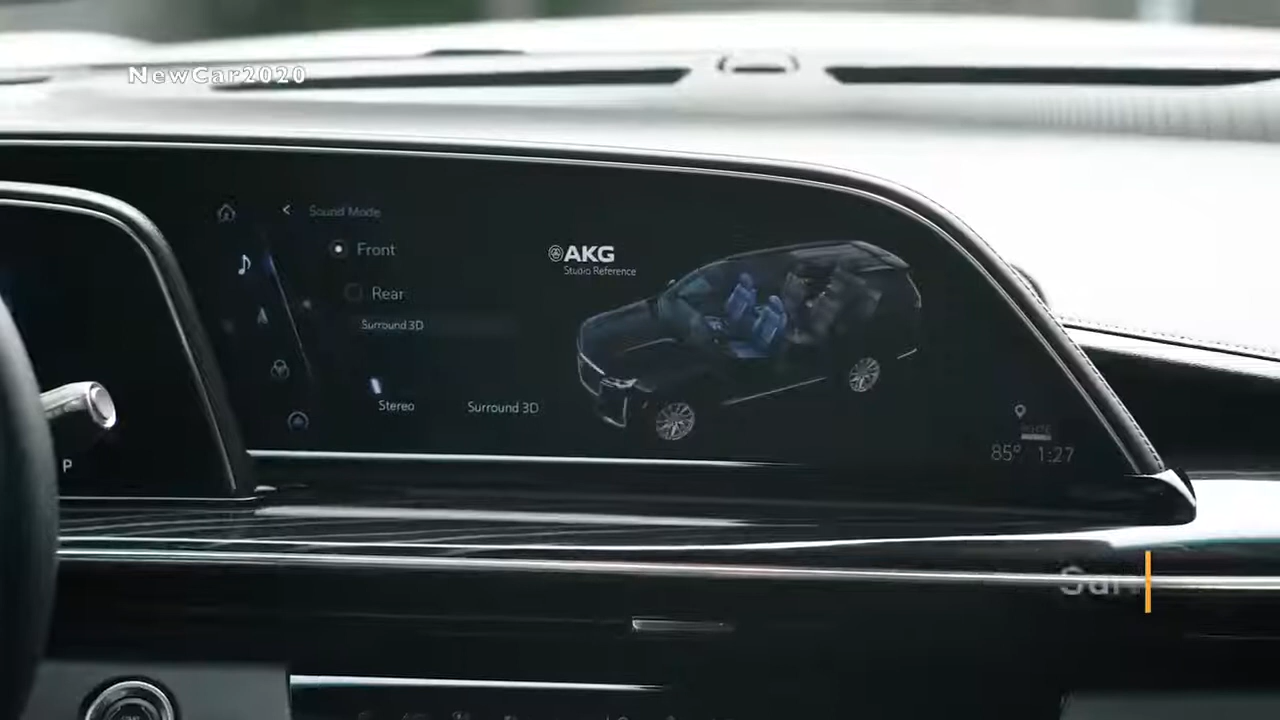 NewCar2020
Sound Mode
Front
Rear
Surround 3D
Stereo
Surround 3D
AKG
Studio Reference
85° 1:27
P